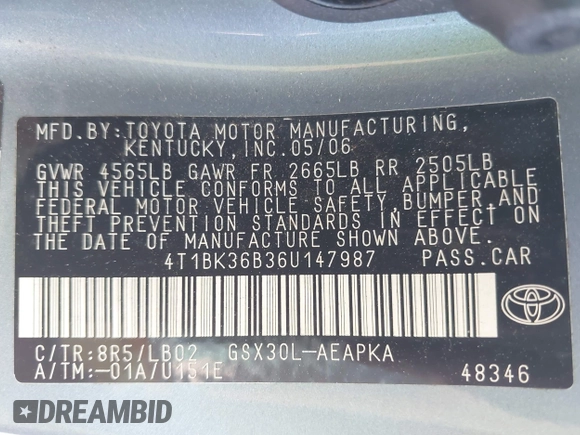 MFD.BY:TOYOTA MOTOR MANUFACTURING,
KENTUCKY,INC.05/06
GVWR 4565LB GAWR FR 2665LB RR 2505LB
THIS VEHICLE CONFORMS TO ALL APPLICABLE
FEDERAL MOTOR VEHICLE SAFETY, BUMPER, AND
THEFT PREVENTION STANDARDS IN EFFECT ON
THE DATE OF MANUFACTURE SHOWN ABOVE.
4T1BK36B36U147987 PASS.CAR
C/TR:8R5/LB02 GSX30L-AEAPKA
A/TM:-01A/U151E 48346
DREAMBID